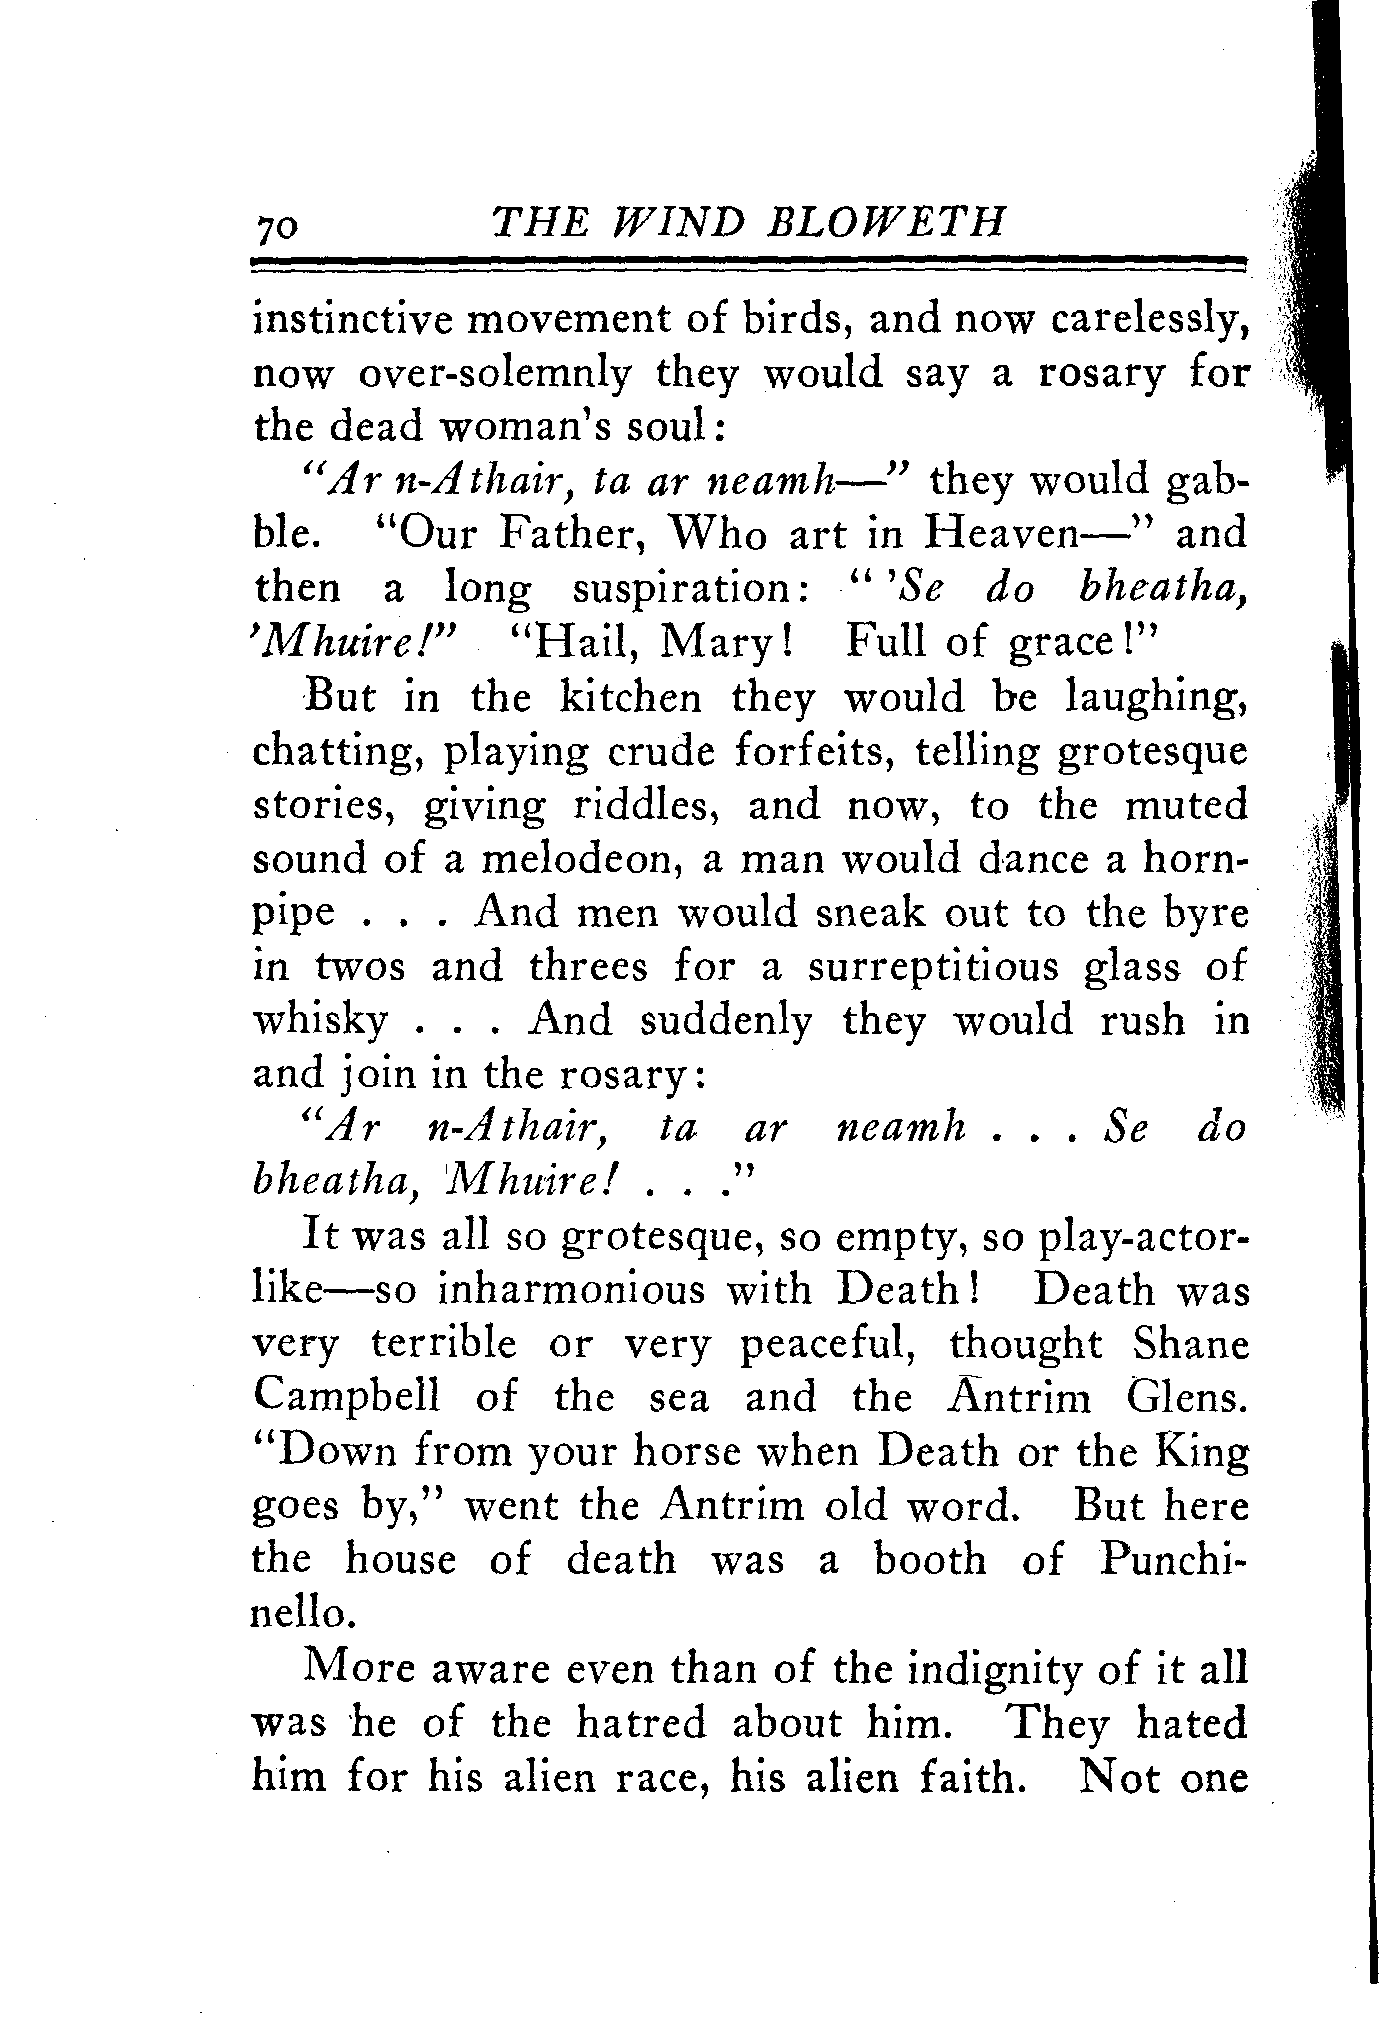 70 THE WIND BLOWETH
instinctive movement of birds, and now carelessly,
now over-solemnly they would say a rosary for
the dead woman's soul:
"Ar n-Athair, ta ar neamh—" they would gab-
ble. "Our Father, Who art in Heaven—" and
then a long suspiration: " 'Se do bheatha,
'Mhuire!" "Hail, Mary! Full of grace!"
But in the kitchen they would be laughing,
chatting, playing crude forfeits, telling grotesque
stories, giving riddles, and now, to the muted
sound of a melodeon, a man would dance a horn-
pipe . . . And men would sneak out to the byre
in twos and threes for a surreptitious glass of
whisky . . . And suddenly they would rush in
and join in the rosary:
"Ar n-Athair, ta ar neamh . . . Se do
bheatha, 'Mhuire! . . ."
It was all so grotesque, so empty, so play-actor-
like—so inharmonious with Death! Death was
very terrible or very peaceful, thought Shane
Campbell of the sea and the Antrim Glens.
"Down from your horse when Death or the King
goes by," went the Antrim old word. But here
the house of death was a booth of Punchi-
nello.
More aware even than of the indignity of it all
was he of the hatred about him. They hated
him for his alien race, his alien faith. Not one